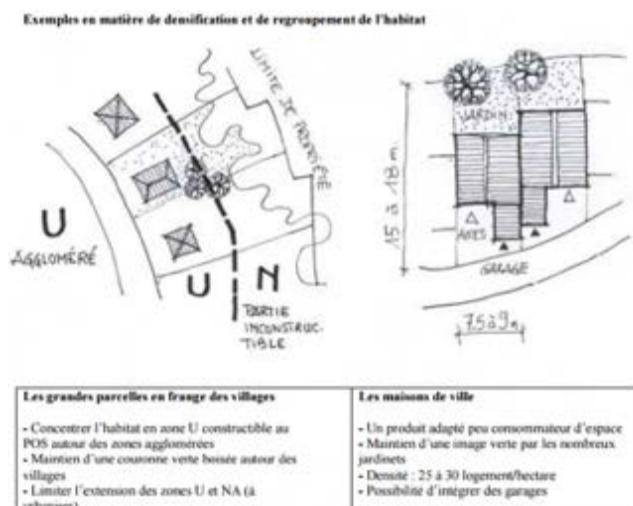 Exemples en matière de densification et de regroupement de l'habitat
LIMITE DE PROPRIÉTÉ
U
AGGLOMÉRÉ
U
N
PARTIE
INCONSTRUC-
TIBLE
JARDIN
15 à 18 m.
GARAGE
7.5 à 9 m
Les grandes parcelles en frange des villages
- Concentrer l'habitat en zone U constructible au
POS autour des zones agglomérées
- Maintien d'une couronne verte boisée autour des
villages
- Limiter l'extension des zones U et NA (à
Les maisons de ville
- Un produit adapté peu consommateur d'espace
- Maintien d'une image verte par les nombreux
jardinets
- Densité : 25 à 30 logement/hectare
- Possibilité d'intégrer des garages